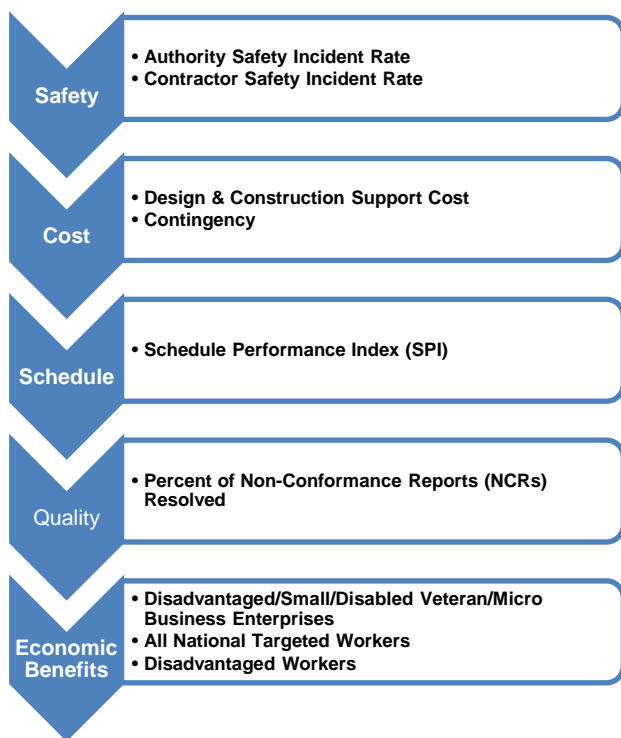 Safety
• Authority Safety Incident Rate
• Contractor Safety Incident Rate
Cost
• Design & Construction Support Cost
• Contingency
Schedule
• Schedule Performance Index (SPI)
Quality
• Percent of Non-Conformance Reports (NCRs)
Resolved
Economic
Benefits
• Disadvantaged/Small/Disabled Veteran/Micro
Business Enterprises
• All National Targeted Workers
• Disadvantaged Workers